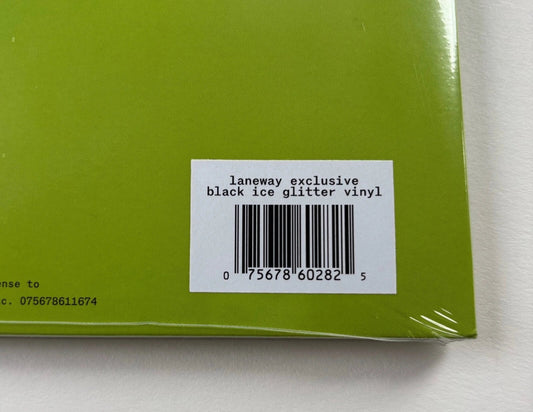 laneway exclusive
black ice glitter vinyl
0 75678 60282 5
ense to
c. 075678611674